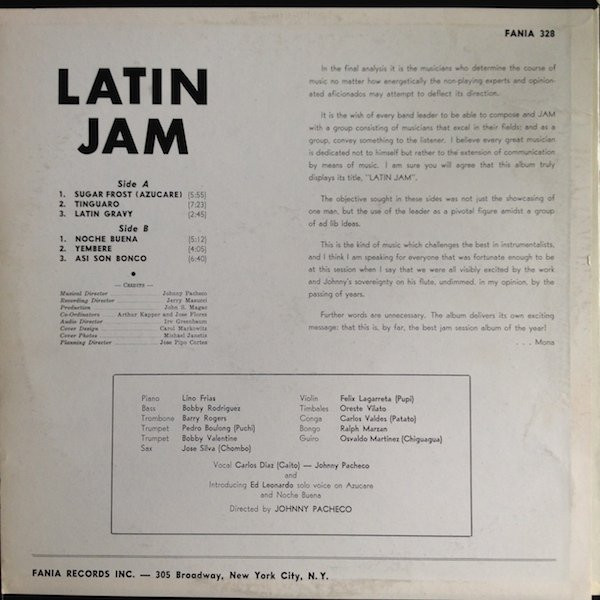 FANIA 328
LATIN
JAM
Side A
1. SUGAR FROST (AZUCARE) (5:55)
2. TINGUARO (7:23)
3. LATIN GRAVY (2:45)
Side B
1. NOCHE BUENA (5:12)
2. YEMBERE (4:05)
3. ASI SON BONCO (6:40)
— CREDITS —
Musical Director Johnny Pacheco
Recording Director Jerry Masucci
Production John S. Magar
Co-Ordinators Arthur Kapper and Jose Flores
Audio Director Irv Greenbaum
Cover Design Carol Markowitz
Cover Photos Michael Janotis
Planning Director Jose Pipo Cortes
In the final analysis it is the musicians who determine the course of
music no matter how energetically the non-playing experts and opinion-
ated aficionados may attempt to deflect its direction.
It is the wish of every band leader to be able to compose and JAM
with a group consisting of musicians that excel in their fields; and as a
group, convey something to the listener. I believe every great musician
is dedicated not to himself but rather to the extension of communication
by means of music. I am sure you will agree that this album truly
displays its title, "LATIN JAM".
The objective sought in these sides was not just the showcasing of
one man, but the use of the leader as a pivotal figure amidst a group
of ad lib ideas.
This is the kind of music which challenges the best in instrumentalists,
and I think I am speaking for everyone that was fortunate enough to be
at this session when I say that we were all visibly excited by the work
and Johnny's sovereignty on his flute, undimmed, in my opinion, by the
passing of years.
Further words are unnecessary. The album delivers its own exciting
message: that this is, by far, the best jam session album of the year!
. . . Mona
Piano Lino Frias
Bass Bobby Rodriguez
Trombone Barry Rogers
Trumpet Pedro Boulong (Puchi)
Trumpet Bobby Valentine
Sax Jose Silva (Chombo)
Violin Felix Lagarreta (Pupi)
Timbales Oreste Vilato
Conga Carlos Valdes (Patato)
Bongo Ralph Marzan
Guiro Osvaldo Martinez (Chiguagua)
Vocal Carlos Diaz (Caito) — Johnny Pacheco
and
Introducing Ed Leonardo solo voice on Azucare
and Noche Buena
Directed by JOHNNY PACHECO
FANIA RECORDS INC. — 305 Broadway, New York City, N.Y.